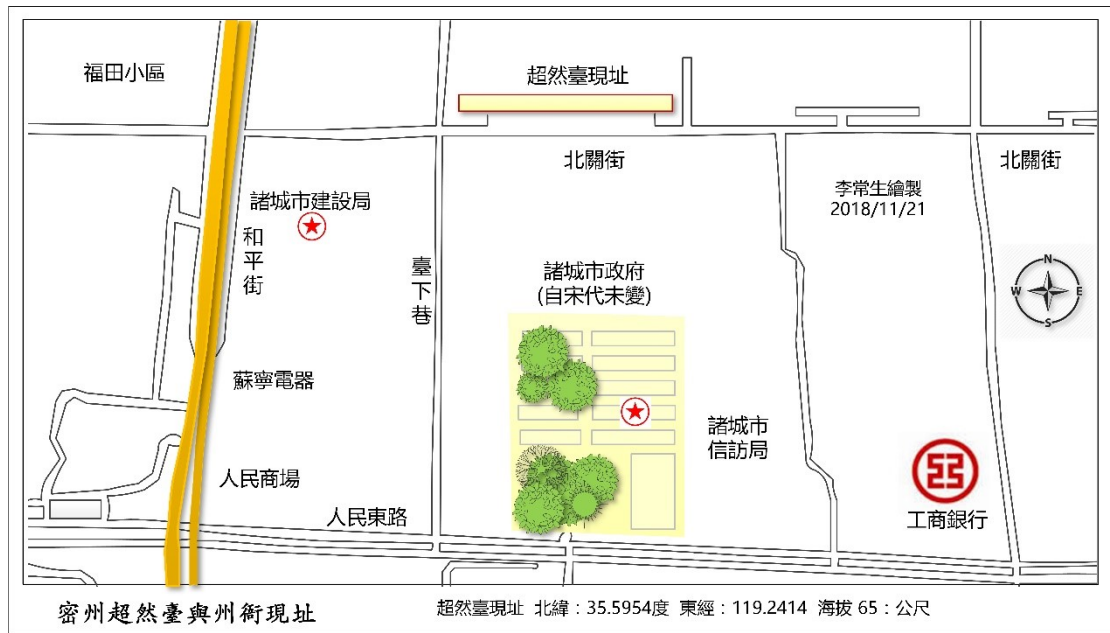 福田小區
超然臺現址
北關街
北關街
李常生繪製
2018/11/21
諸城市建設局
和平街
臺下巷
諸城市政府
(自宋代未變)
N
W
E
S
蘇寧電器
諸城市
信訪局
人民商場
人民東路
工商銀行
密州超然臺與州衙現址
超然臺現址 北緯：35.5954度 東經：119.2414 海拔 65：公尺